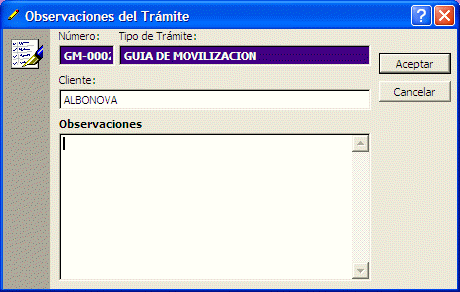 Observaciones del Trámite
Número: Tipo de Trámite:
GM-0002 GUIA DE MOVILIZACION
Aceptar
Cliente:
Cancelar
ALBONOVA
Observaciones